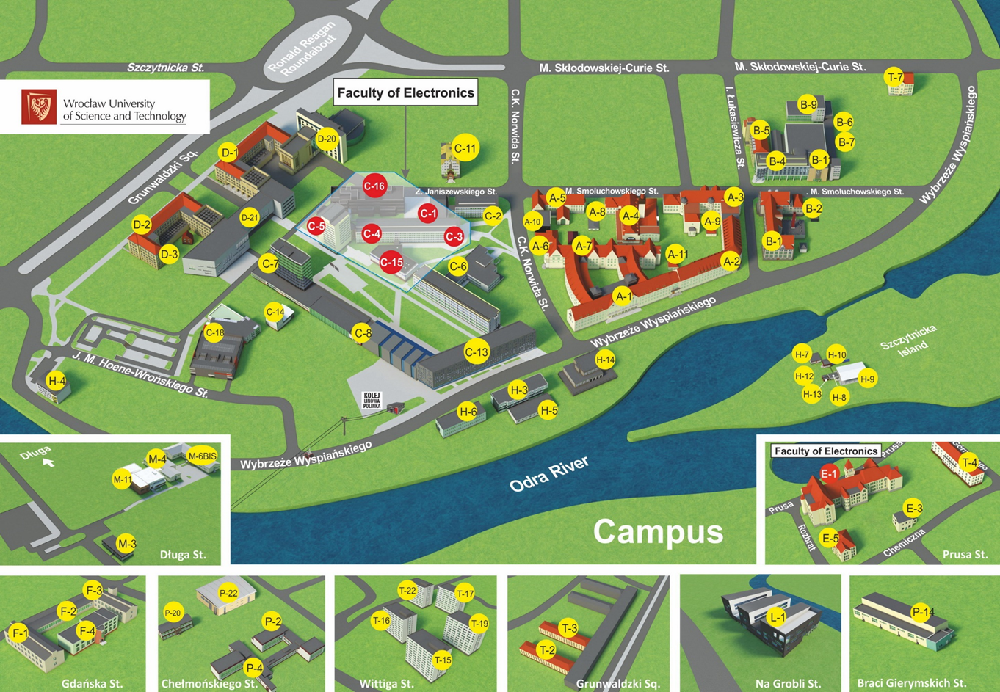 Ronald Reagan
Roundabout
Szczytnicka St.
M. Skłodowskiej-Curie St.
M. Skłodowskiej-Curie St.
T-7
Faculty of Electronics
Wrocław University
of Science and Technology
C.K. Norwida St.
I. Łukasiewicza St.
Wybrzeże Wyspiańskiego
Grunwaldzki Sq.
B-9
B-6
B-5
B-7
B-4
B-1
D-20
D-1
C-11
C-16
Z. Janiszewskiego St.
M. Smoluchowskiego St.
. M. Smoluchowskiego St.
A-5
A-3
D-21
C-1
C-2
A-10
A-8
A-4
A-9
B-2
D-2
C-5
C-4
C-3
A-6
A-7
B-1
D-3
C-7
C-15
C-6
C.K. Norwida St.
A-11
A-2
A-1
C-14
C-18
C-8
C-13
Wybrzeże Wyspiańskiego
Szczytnicka
Island
H-7
H-10
H-12
H-9
H-13
H-8
J. M. Hoene-Wrońskiego St.
H-4
H-14
H-3
H-5
H-6
KOLEJ
LINOWA
POLINKA
Wybrzeże Wyspiańskiego
Odra River
Campus
Długa
M-4
M-6BIS
M-11
M-3
Długa St.
Faculty of Electronics
Prusa
T-4
E-1
Prusa
E-3
Rozbrat
E-5
Chemiczna
Prusa St.
F-3
F-2
F-1
F-4
Gdańska St.
P-22
P-20
P-2
P-4
Chełmońskiego St.
T-22
T-17
T-16
T-19
T-15
Wittiga St.
T-3
T-2
Grunwaldzki Sq.
L-1
Na Grobli St.
P-14
Braci Gierymskich St.